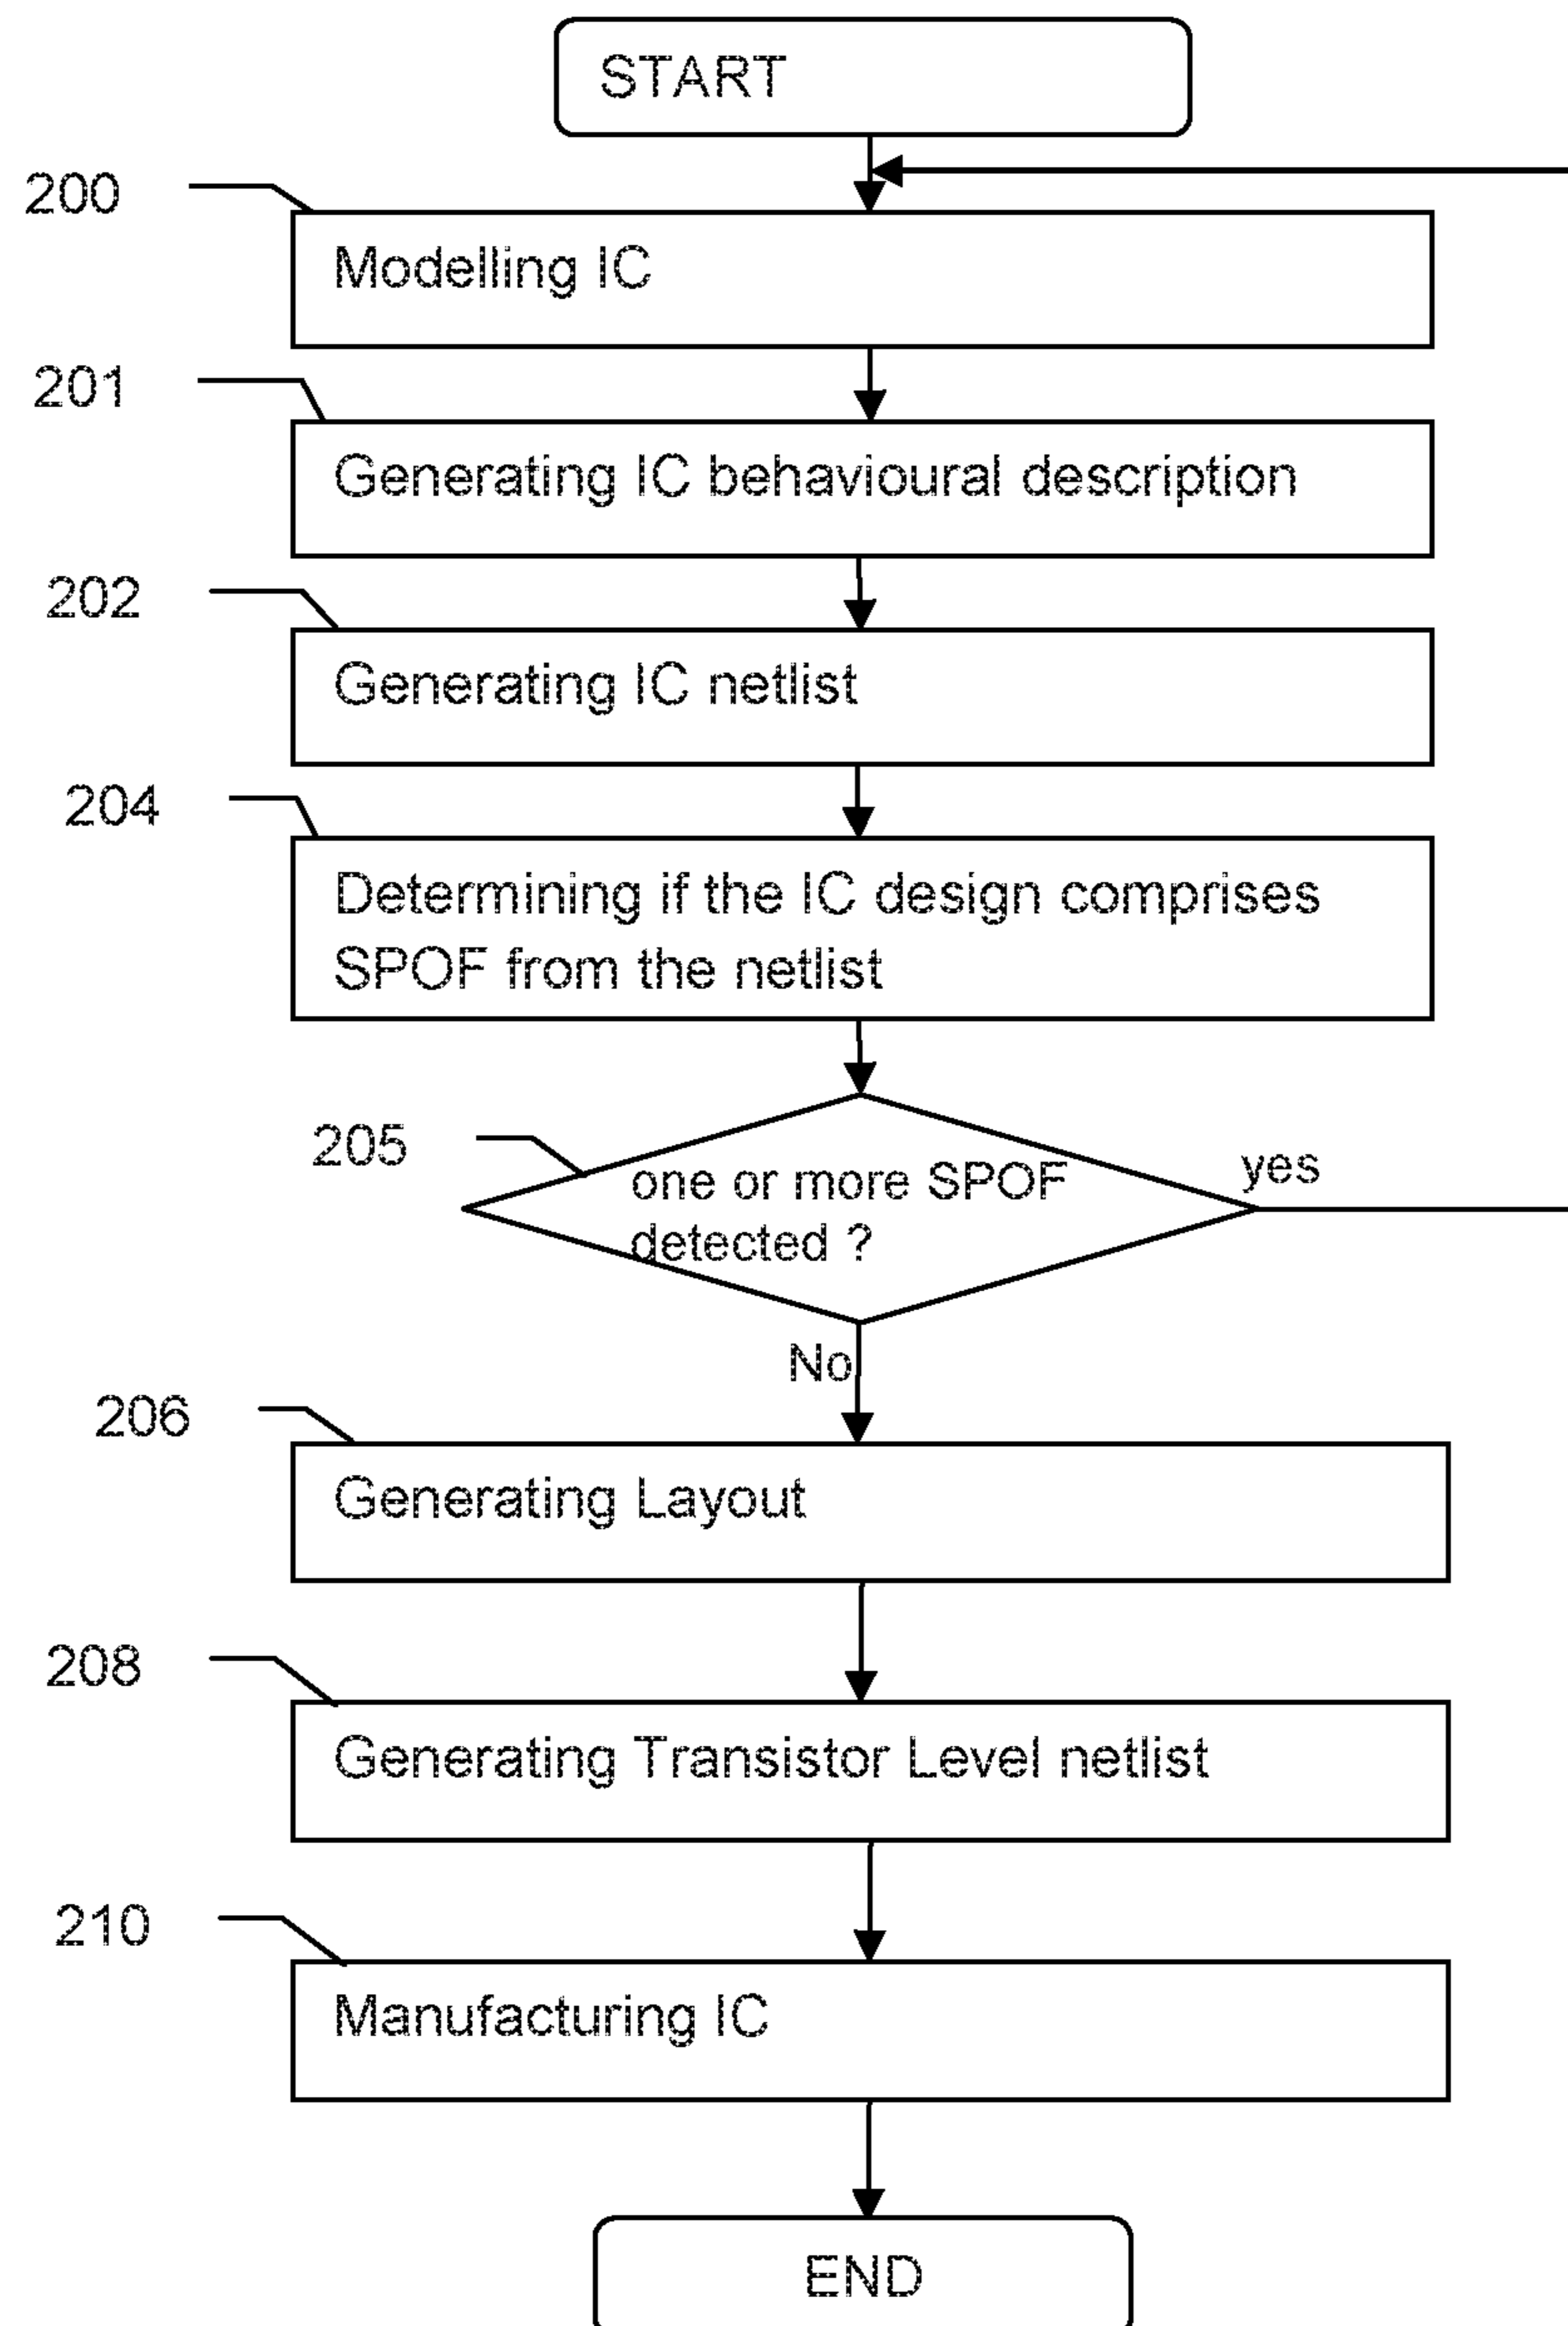 START
200
Modelling IC
201
Generating IC behavioural description
202
Generating IC netlist
204
Determining if the IC design comprises
SPOF from the netlist
205
one or more SPOF
detected ?
yes
No
206
Generating Layout
208
Generating Transistor Level netlist
210
Manufacturing IC
END